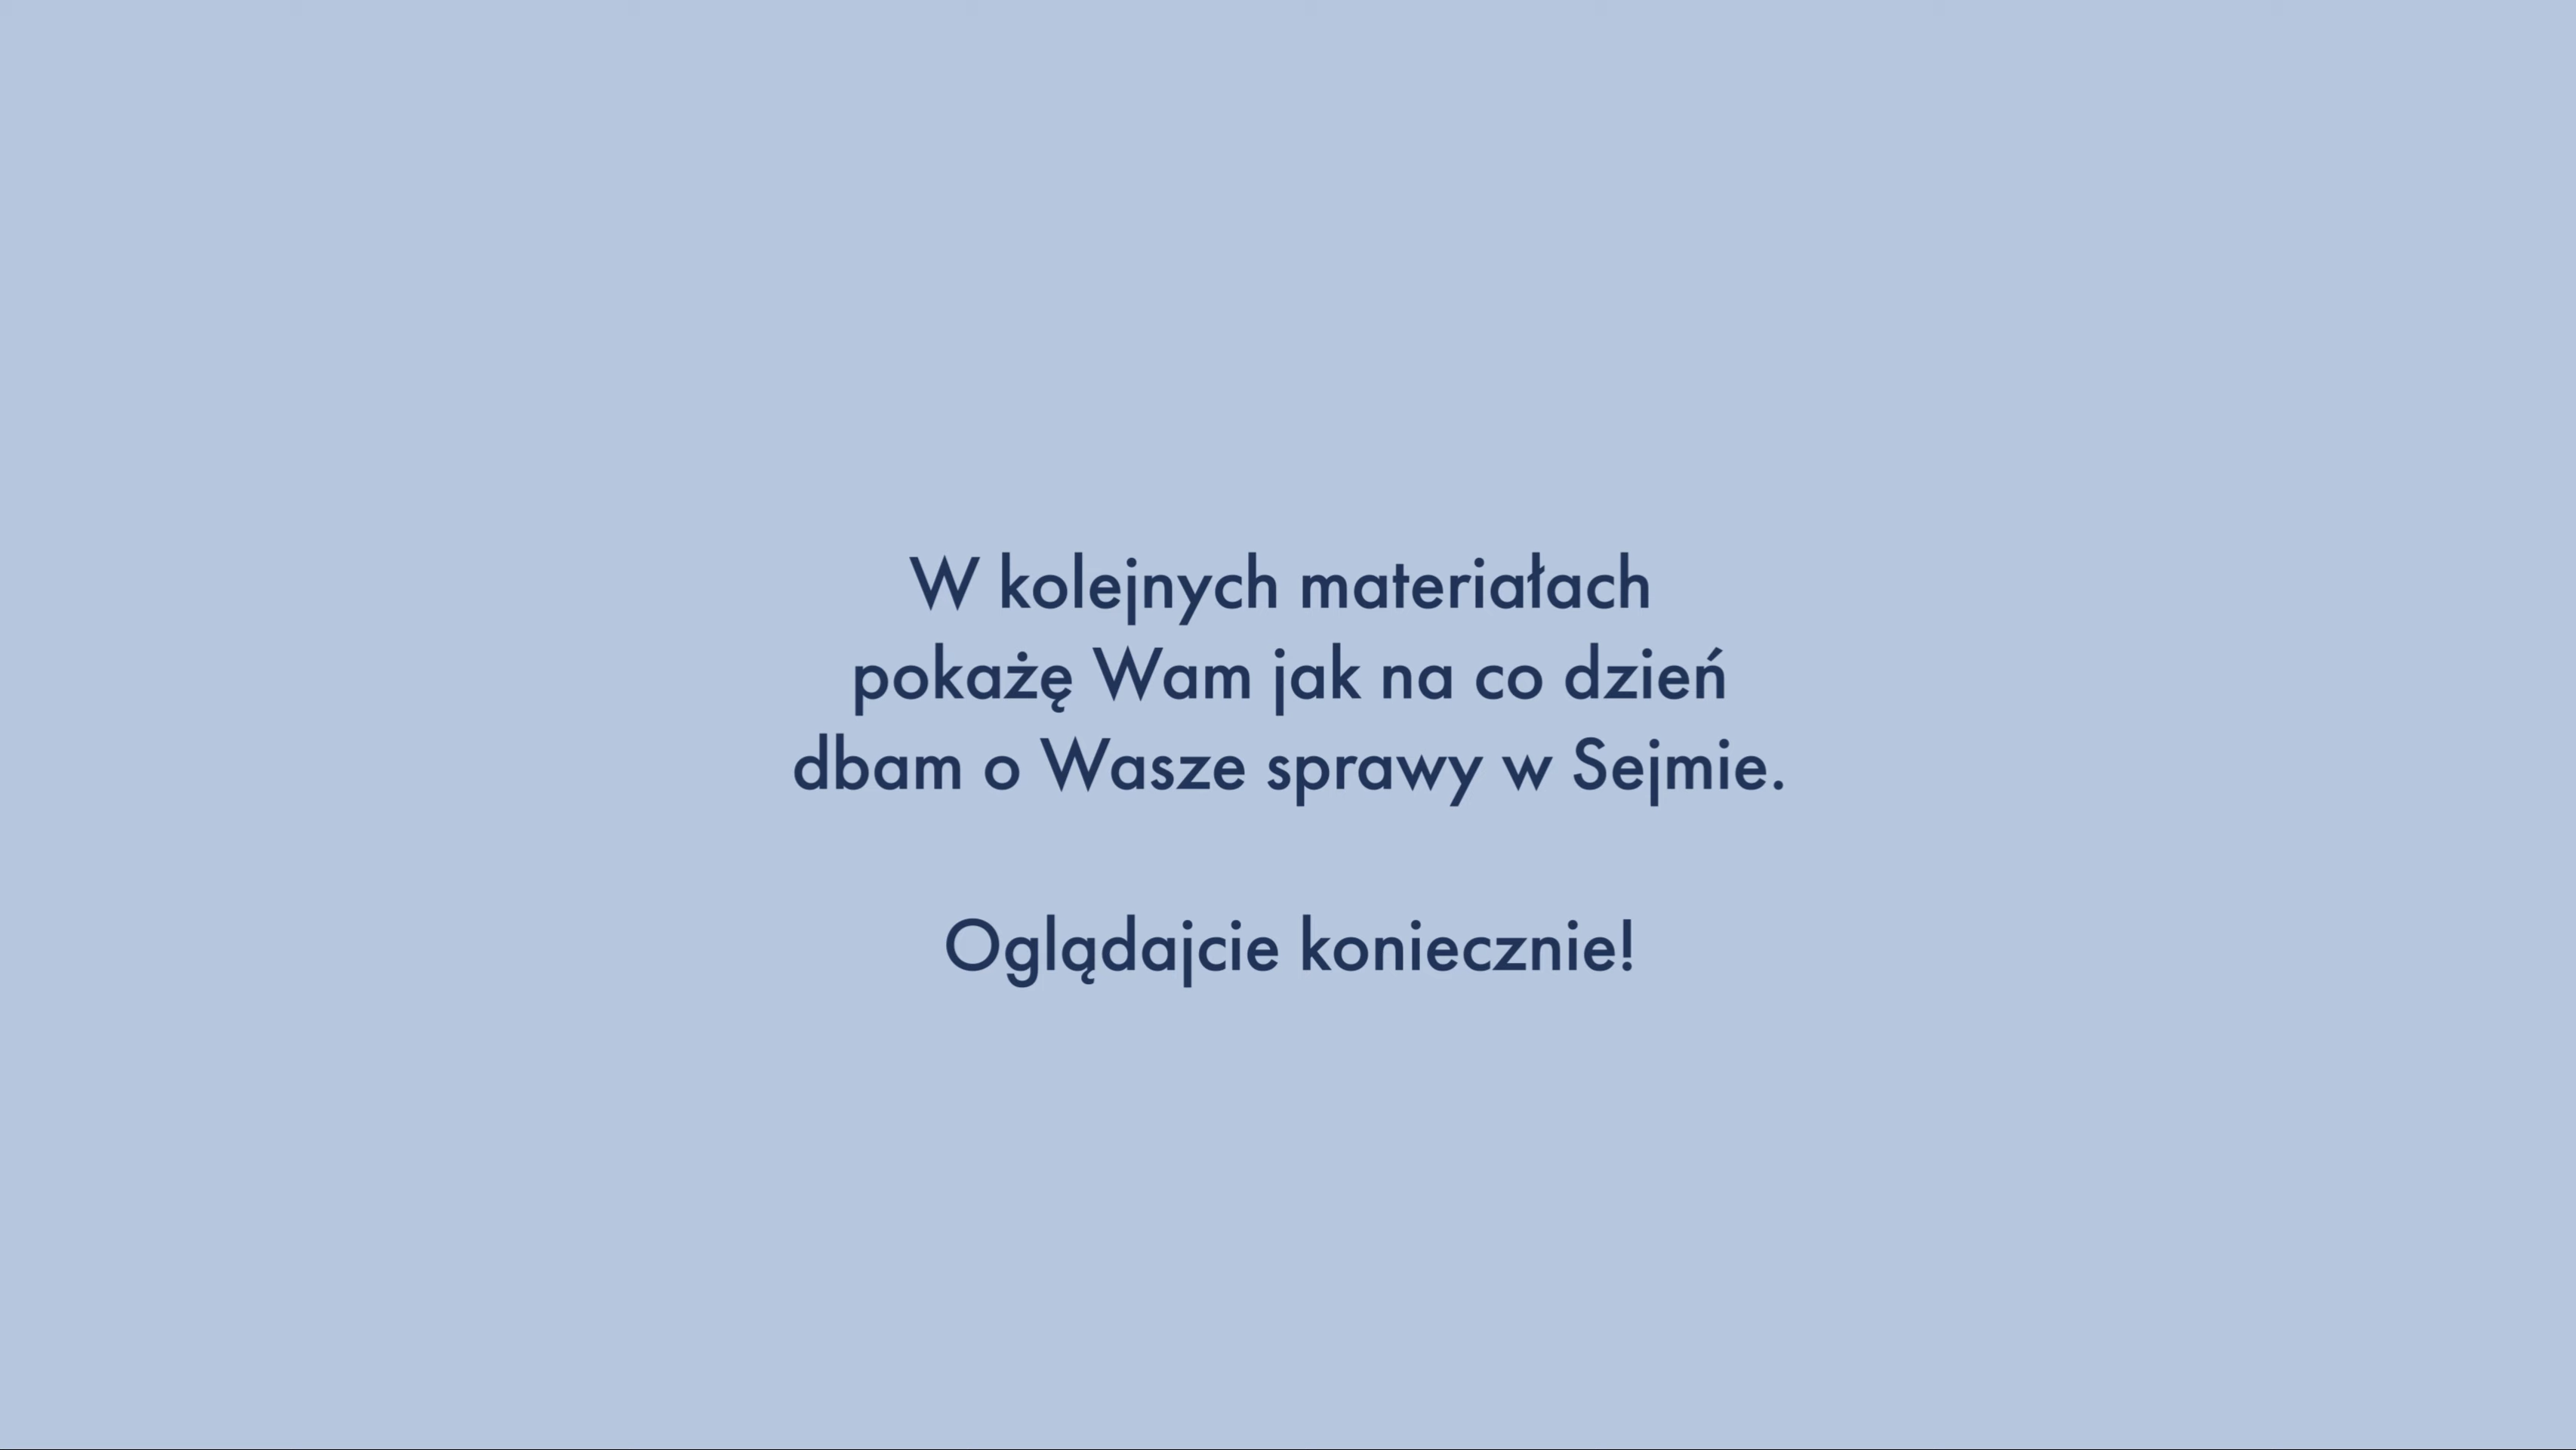 W kolejnych materiałach
pokażę Wam jak na co dzień
dbam o Wasze sprawy w Sejmie.
Oglądajcie koniecznie!